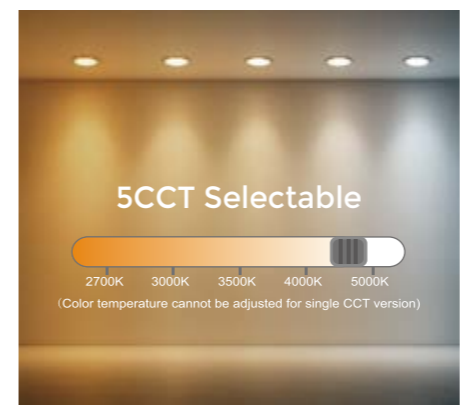 5CCT Selectable
2700K 3000K 3500K 4000K 5000K
(Color temperature cannot be adjusted for single CCT version)